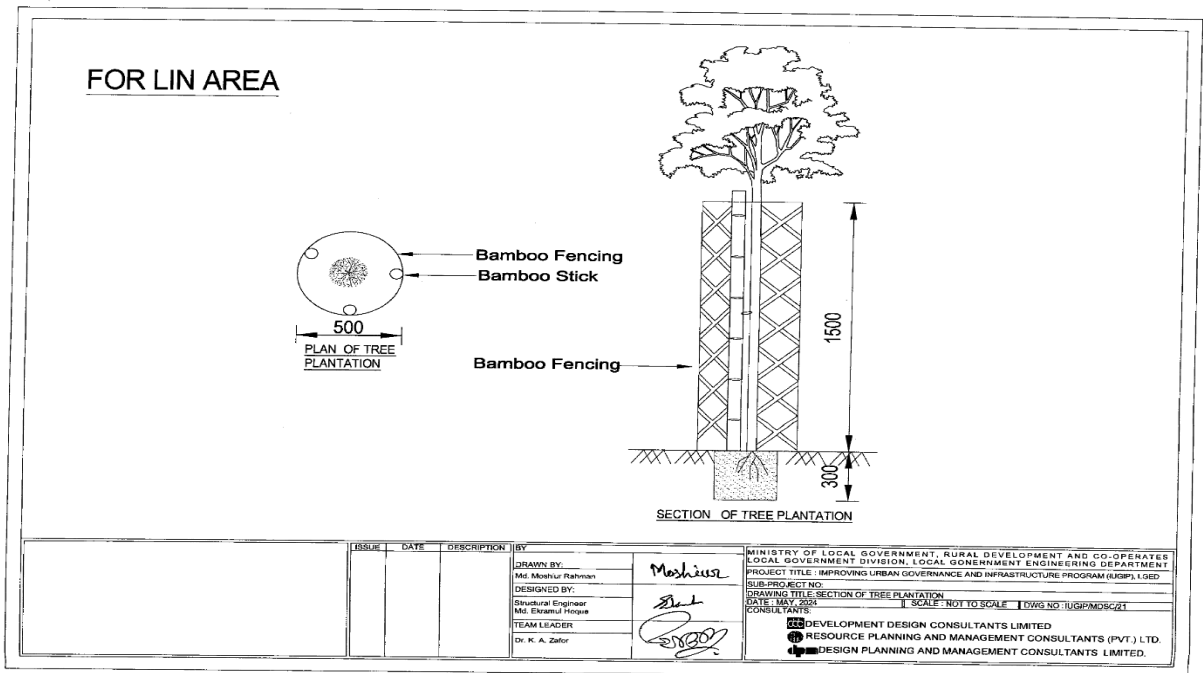 FOR LIN AREA
Bamboo Fencing
Bamboo Stick
500
PLAN OF TREE
PLANTATION
Bamboo Fencing
1500
300
SECTION OF TREE PLANTATION
ISSUE DATE DESCRIPTION BY
DRAWN BY:
Md. Moshiur Rahman
Moshiur
DESIGNED BY:
Structural Engineer
Md. Ekramul Hoque
TEAM LEADER
Dr. K. A. Zafor
MINISTRY OF LOCAL GOVERNMENT, RURAL DEVELOPMENT AND CO-OPERATES
LOCAL GOVERNMENT DIVISION, LOCAL GONERNMENT ENGINEERING DEPARTMENT
PROJECT TITLE : IMPROVING URBAN GOVERNANCE AND INFRASTRUCTURE PROGRAM (IUGIP), LGED
SUB-PROJECT NO:
DRAWING TITLE: SECTION OF TREE PLANTATION
DATE : MAY, 2024 SCALE : NOT TO SCALE DWG NO : IUGIP/MDSC/21
CONSULTANTS:
DEVELOPMENT DESIGN CONSULTANTS LIMITED
RESOURCE PLANNING AND MANAGEMENT CONSULTANTS (PVT.) LTD.
dpm DESIGN PLANNING AND MANAGEMENT CONSULTANTS LIMITED.